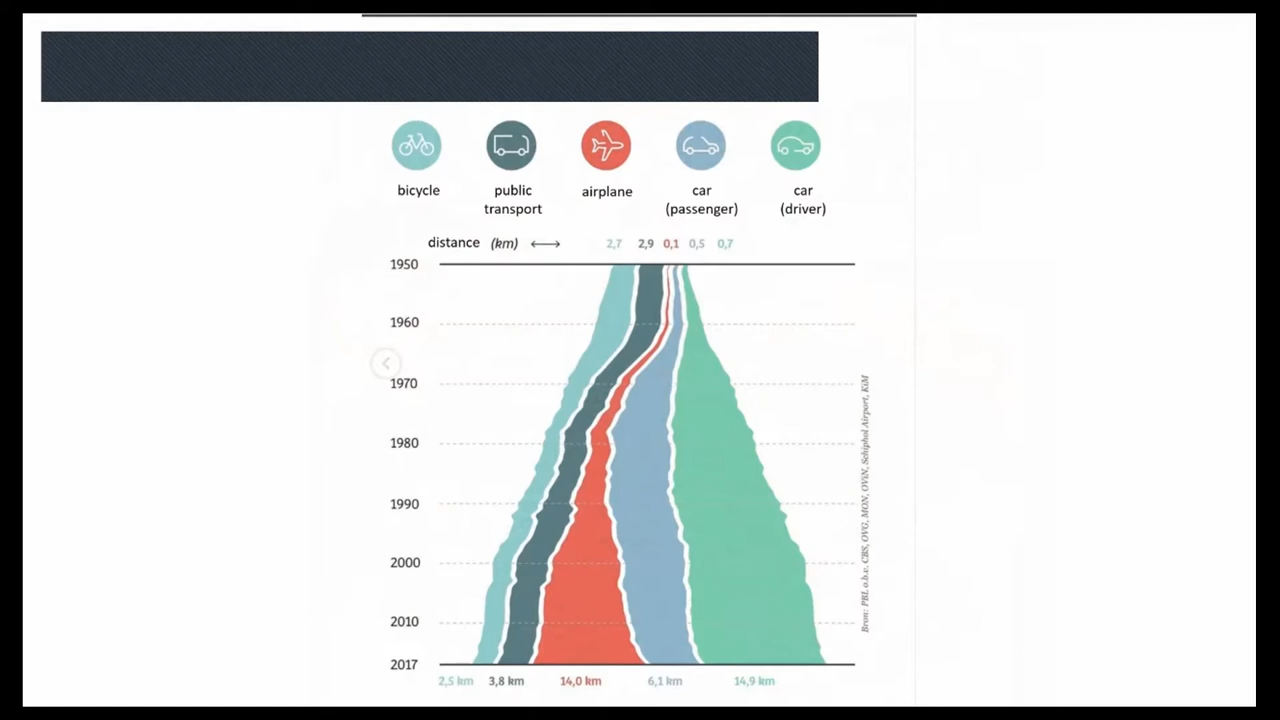 bicycle
public
transport
airplane
car
(passenger)
car
(driver)
distance (km)
2,7 2,9 0,1 0,5 0,7
1950
1960
1970
1980
1990
2000
2010
2017
2,5 km 3,8 km 14,0 km 6,1 km 14,9 km
Bron: PBL o.b.v. CBS, OVG, MON, OViN, Schiphol Airport, KiM